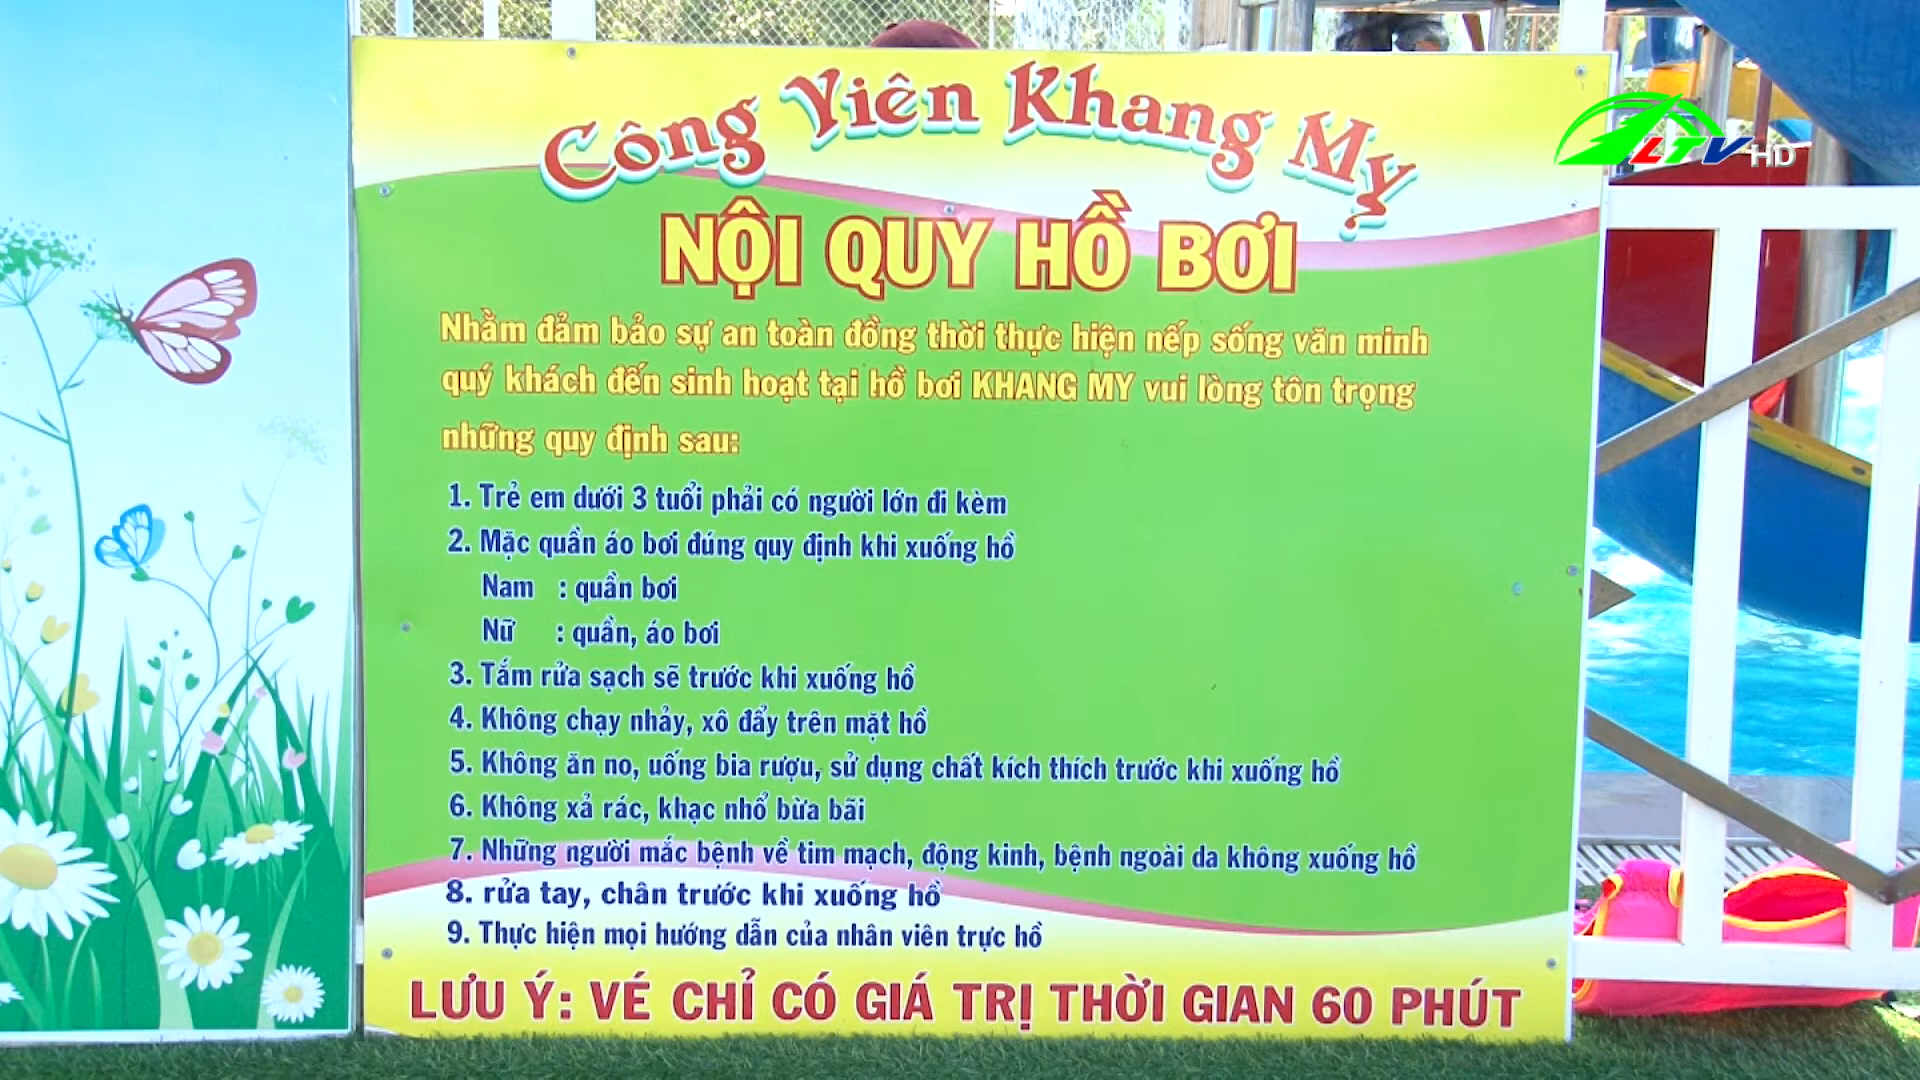 Công Viên Khang My
LTV HD
NỘI QUY HỒ BƠI
Nhằm đảm bảo sự an toàn đồng thời thực hiện nếp sống văn minh
quý khách đến sinh hoạt tại hồ bơi KHANG MY vui lòng tôn trọng
những quy định sau:
1. Trẻ em dưới 3 tuổi phải có người lớn đi kèm
2. Mặc quần áo bơi đúng quy định khi xuống hồ
Nam : quần bơi
Nữ : quần, áo bơi
3. Tắm rửa sạch sẽ trước khi xuống hồ
4. Không chạy nhảy, xô đẩy trên mặt hồ
5. Không ăn no, uống bia rượu, sử dụng chất kích thích trước khi xuống hồ
6. Không xả rác, khạc nhổ bừa bãi
7. Những người mắc bệnh về tim mạch, động kinh, bệnh ngoài da không xuống hồ
8. rửa tay, chân trước khi xuống hồ
9. Thực hiện mọi hướng dẫn của nhân viên trực hồ
LƯU Ý: VÉ CHỈ CÓ GIÁ TRỊ THỜI GIAN 60 PHÚT